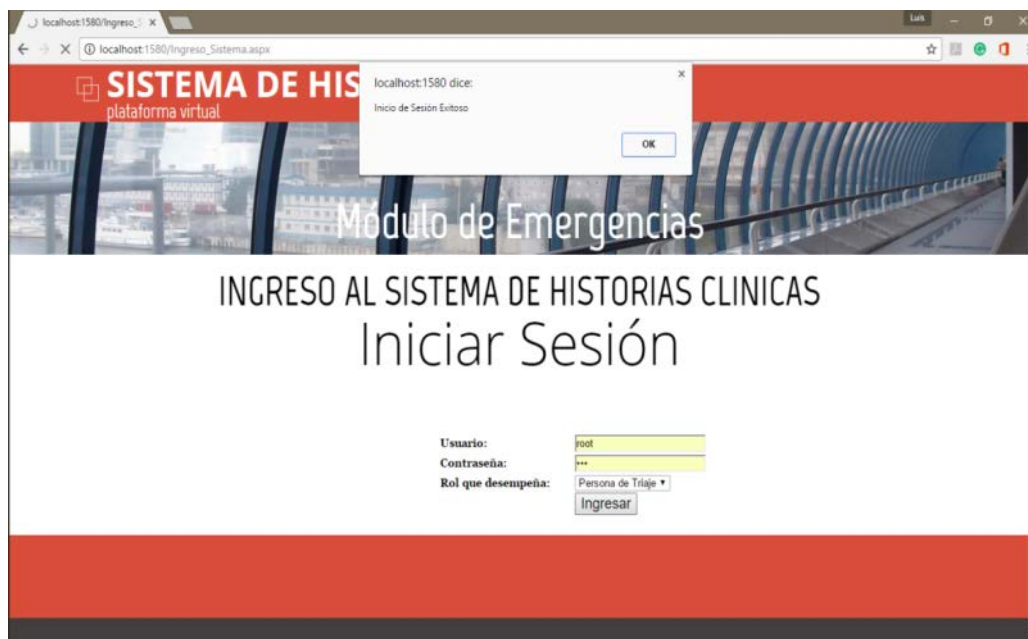 localhost:1580/Ingreso_S
Luis
localhost:1580/Ingreso_Sistema.aspx
SISTEMA DE HIS
plataforma virtual
localhost:1580 dice:
Inicio de Sesión Exitoso
OK
Módulo de Emergencias
INGRESO AL SISTEMA DE HISTORIAS CLINICAS
Iniciar Sesión
Usuario: root
Contraseña: •••
Rol que desempeña: Persona de Triaje
Ingresar